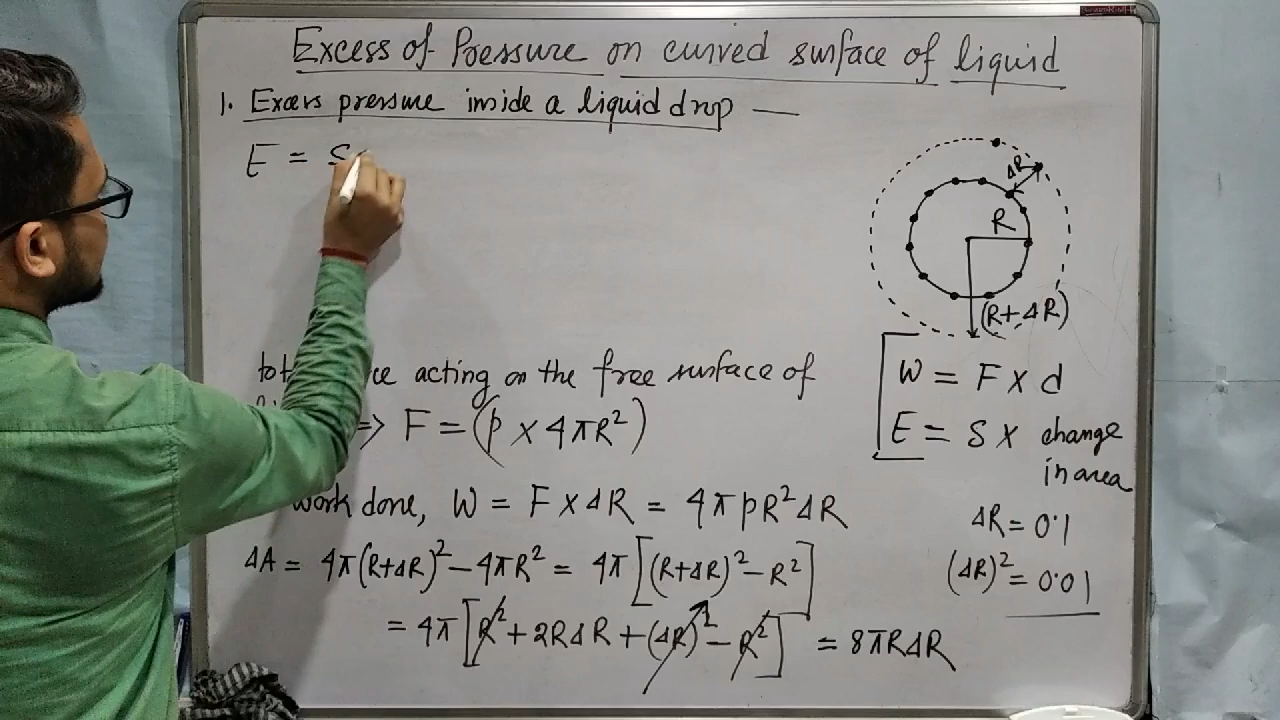 Excess of Pressure on curved surface of liquid
1. Excess pressure inside a liquid drop —
E = S
ΔR
R
(R+ΔR)
acting on the free surface of
⇒ F = (p × 4πR²)
work done, W = F × ΔR = 4πpR²ΔR
ΔA = 4π(R+ΔR)² − 4πR² = 4π[(R+ΔR)² − R²]
= 4π[R² + 2RΔR + (ΔR)² − R²] = 8πRΔR
W = F × d
E = S × change
in area
ΔR = 0.1
(ΔR)² = 0.01